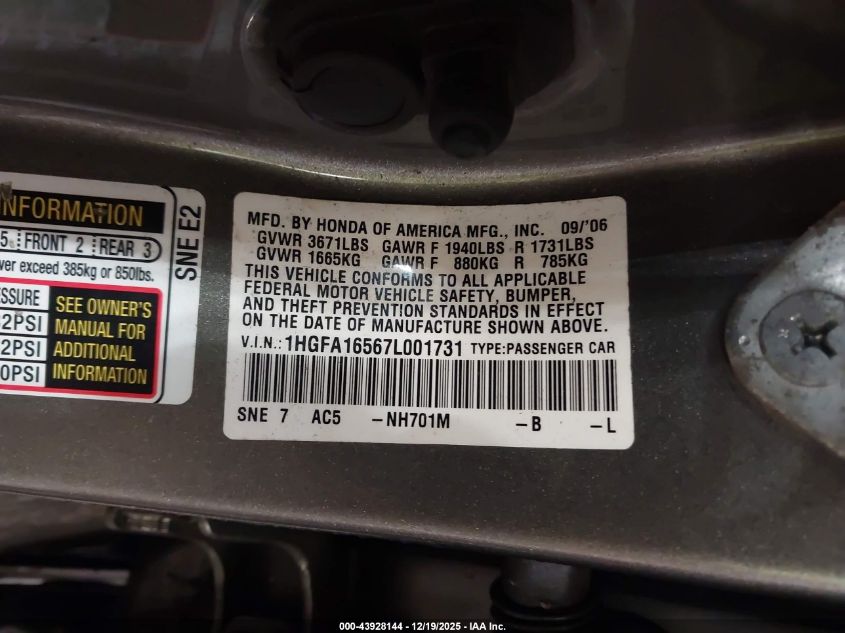 INFORMATION
5 FRONT 2 REAR 3
ver exceed 385kg or 850lbs.
ESSURE
2PSI
2PSI
0PSI
SEE OWNER'S
MANUAL FOR
ADDITIONAL
INFORMATION
SNE E2
MFD. BY HONDA OF AMERICA MFG., INC. 09/'06
GVWR 3671LBS GAWR F 1940LBS R 1731LBS
GVWR 1665KG GAWR F 880KG R 785KG
THIS VEHICLE CONFORMS TO ALL APPLICABLE
FEDERAL MOTOR VEHICLE SAFETY, BUMPER,
AND THEFT PREVENTION STANDARDS IN EFFECT
ON THE DATE OF MANUFACTURE SHOWN ABOVE.
V.I.N.: 1HGFA16567L001731 TYPE:PASSENGER CAR
SNE 7 AC5 -NH701M -B -L
000-43928144 - 12/19/2025 - IAA Inc.